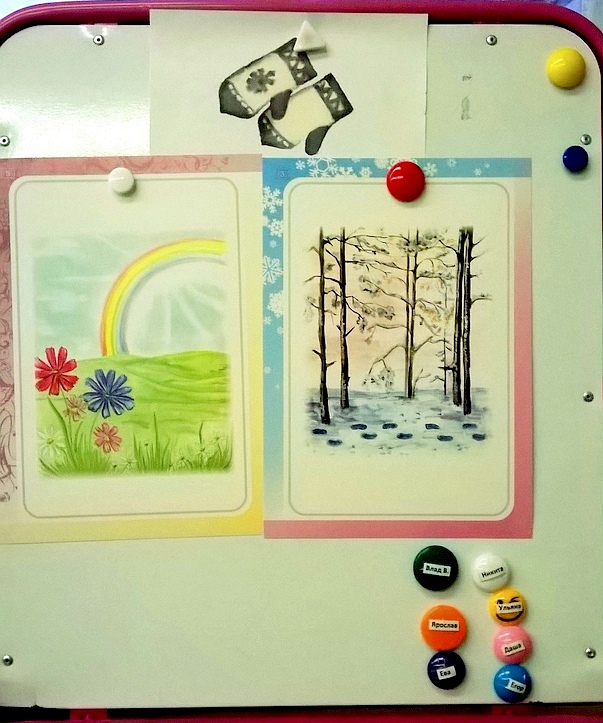 Влад В.
Никита
Ульяна
Ярослав
Даша
Ева
Егор